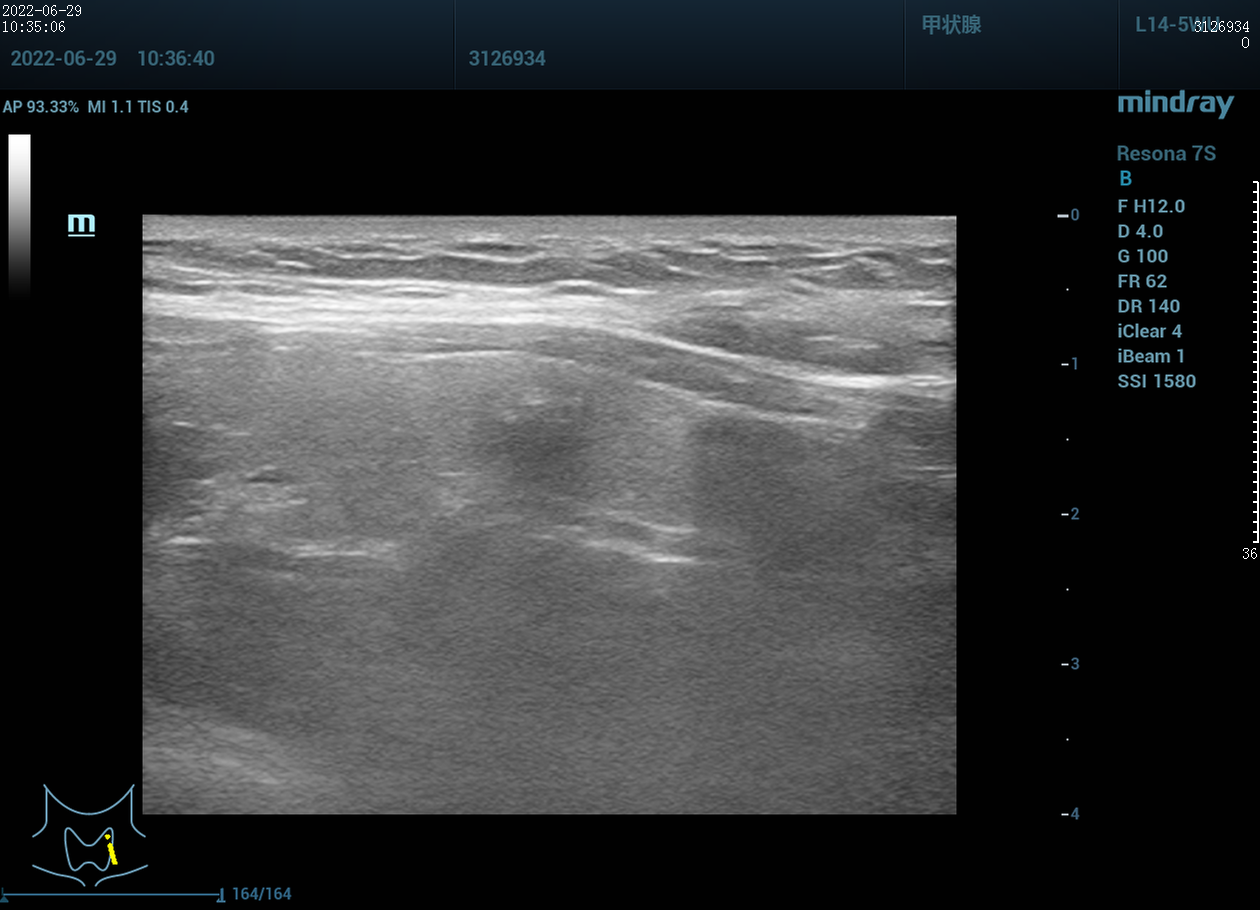 2022-06-29
10:35:06
甲状腺
3126934
0
2022-06-29 10:36:40
3126934
AP 93.33% MI 1.1 TIS 0.4
mindray
Resona 7S
B
F H12.0
D 4.0
G 100
FR 62
DR 140
iClear 4
iBeam 1
SSI 1580
m
0
1
2
3
4
36
164/164